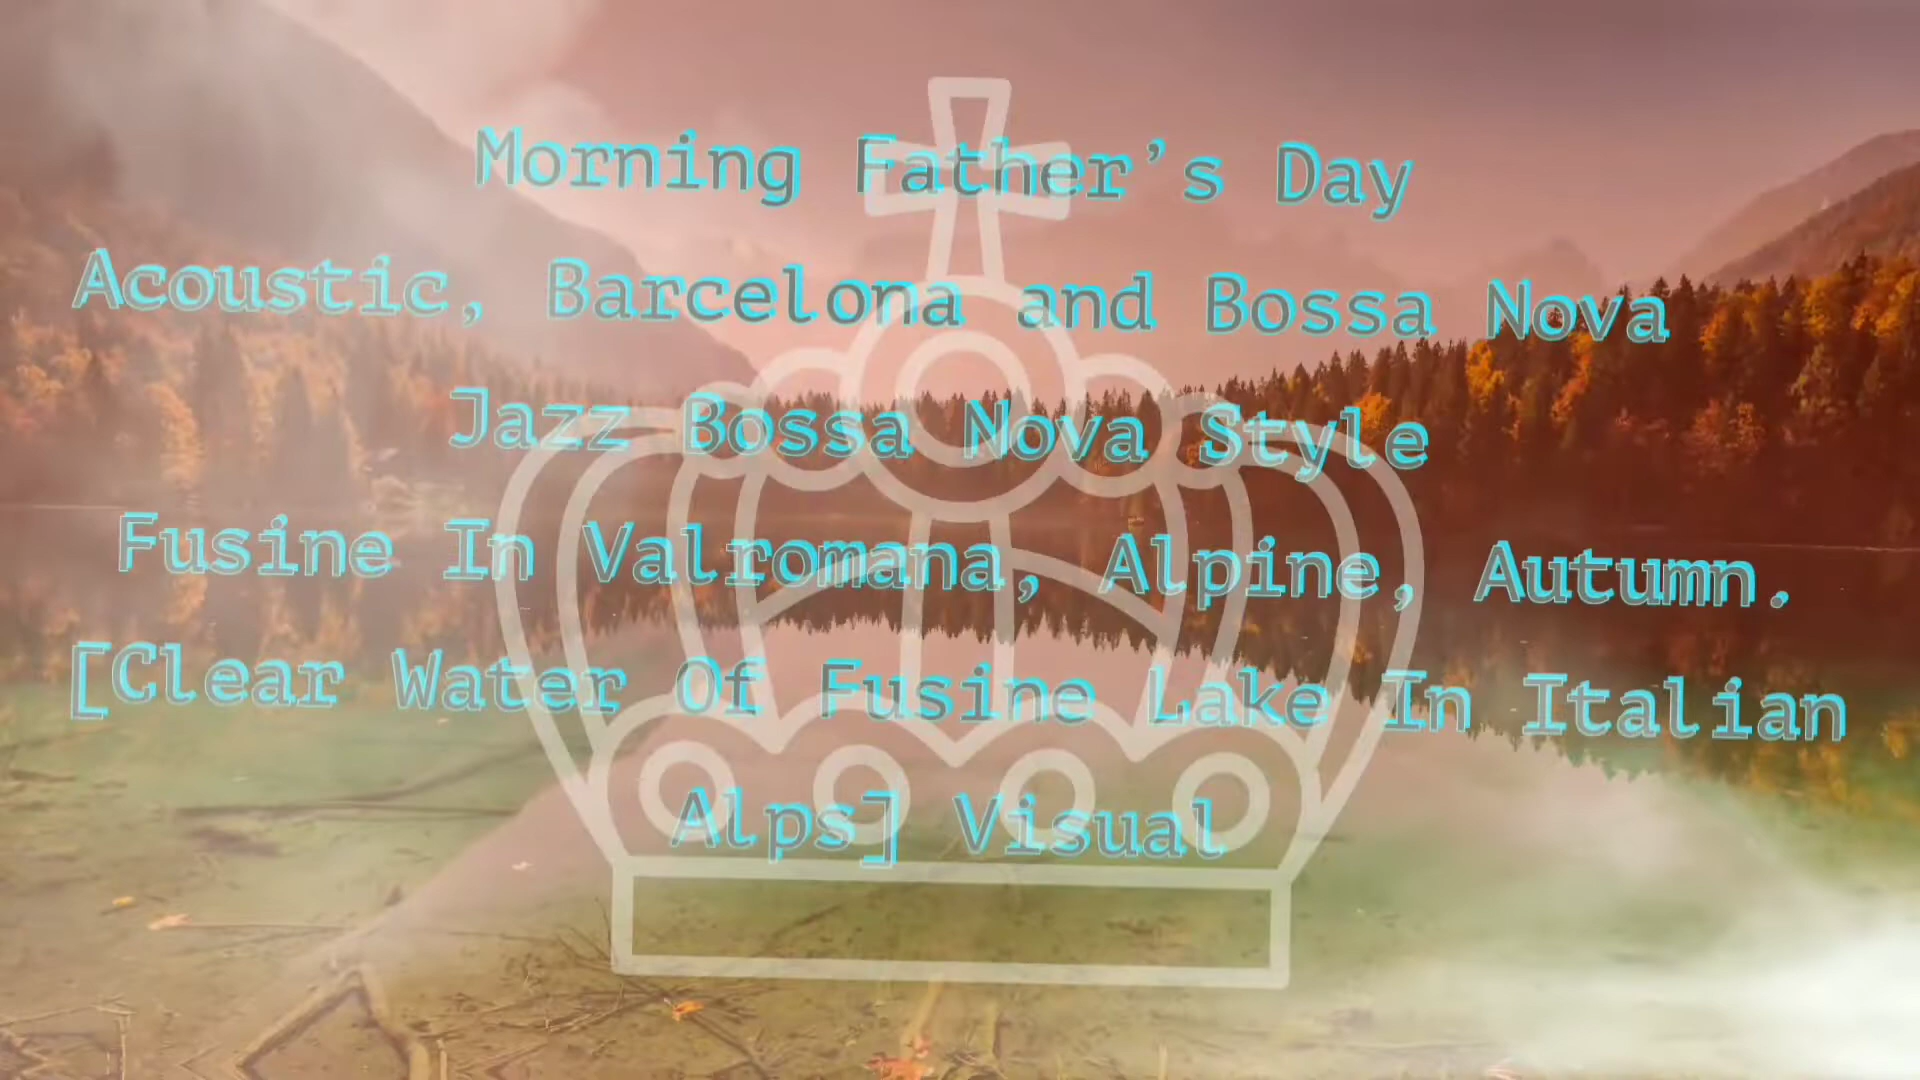 Morning Father’s Day
Acoustic, Barcelona and Bossa Nova
Jazz Bossa Nova Style
Fusine In Valromana, Alpine, Autumn.
[Clear Water Of Fusine Lake In Italian
Alps] Visual